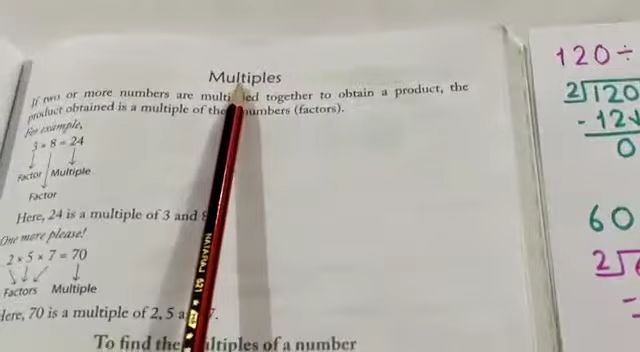 Multiples
If two or more numbers are multi ed together to obtain a product, the
product obtained is a multiple of the numbers (factors).
For example,
3 × 8 = 24
Factor Multiple
Factor
Here, 24 is a multiple of 3 and 8
One more please!
2 × 5 × 7 = 70
Factors Multiple
Here, 70 is a multiple of 2, 5 a 7.
To find the ultiples of a number
NATARAJ 621
120 ÷
2 120
- 12
0
60
2